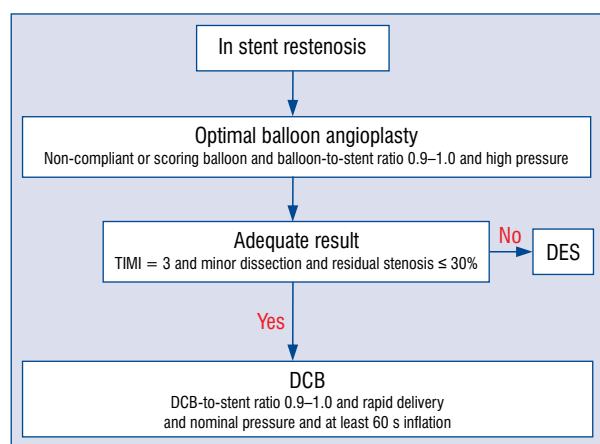 In stent restenosis
Optimal balloon angioplasty
Non-compliant or scoring balloon and balloon-to-stent ratio 0.9–1.0 and high pressure
Adequate result
TIMI = 3 and minor dissection and residual stenosis ≤ 30%
No
DES
Yes
DCB
DCB-to-stent ratio 0.9–1.0 and rapid delivery
and nominal pressure and at least 60 s inflation